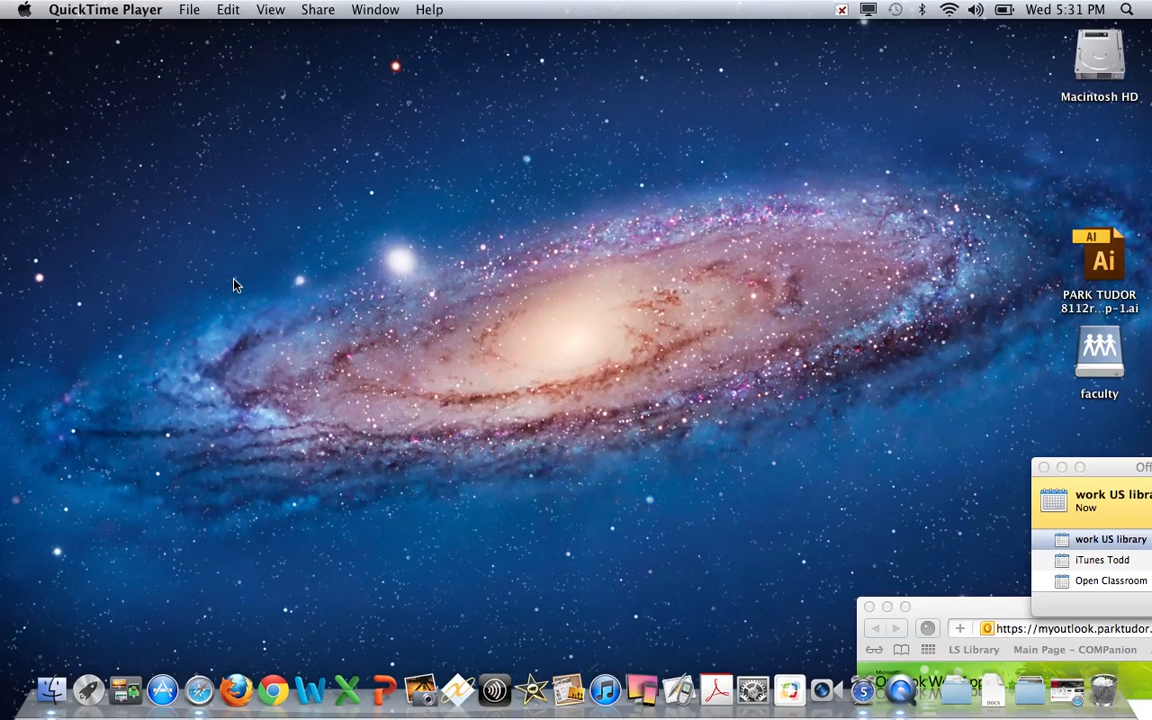 QuickTime Player File Edit View Share Window Help Wed 5:31 PM
Macintosh HD
AI
Ai
PARK TUDOR
8112r...p-1.ai
faculty
work US libra
Now
work US library
iTunes Todd
Open Classroom
https://myoutlook.parktudor.
LS Library Main Page – COMPanion
DOCX